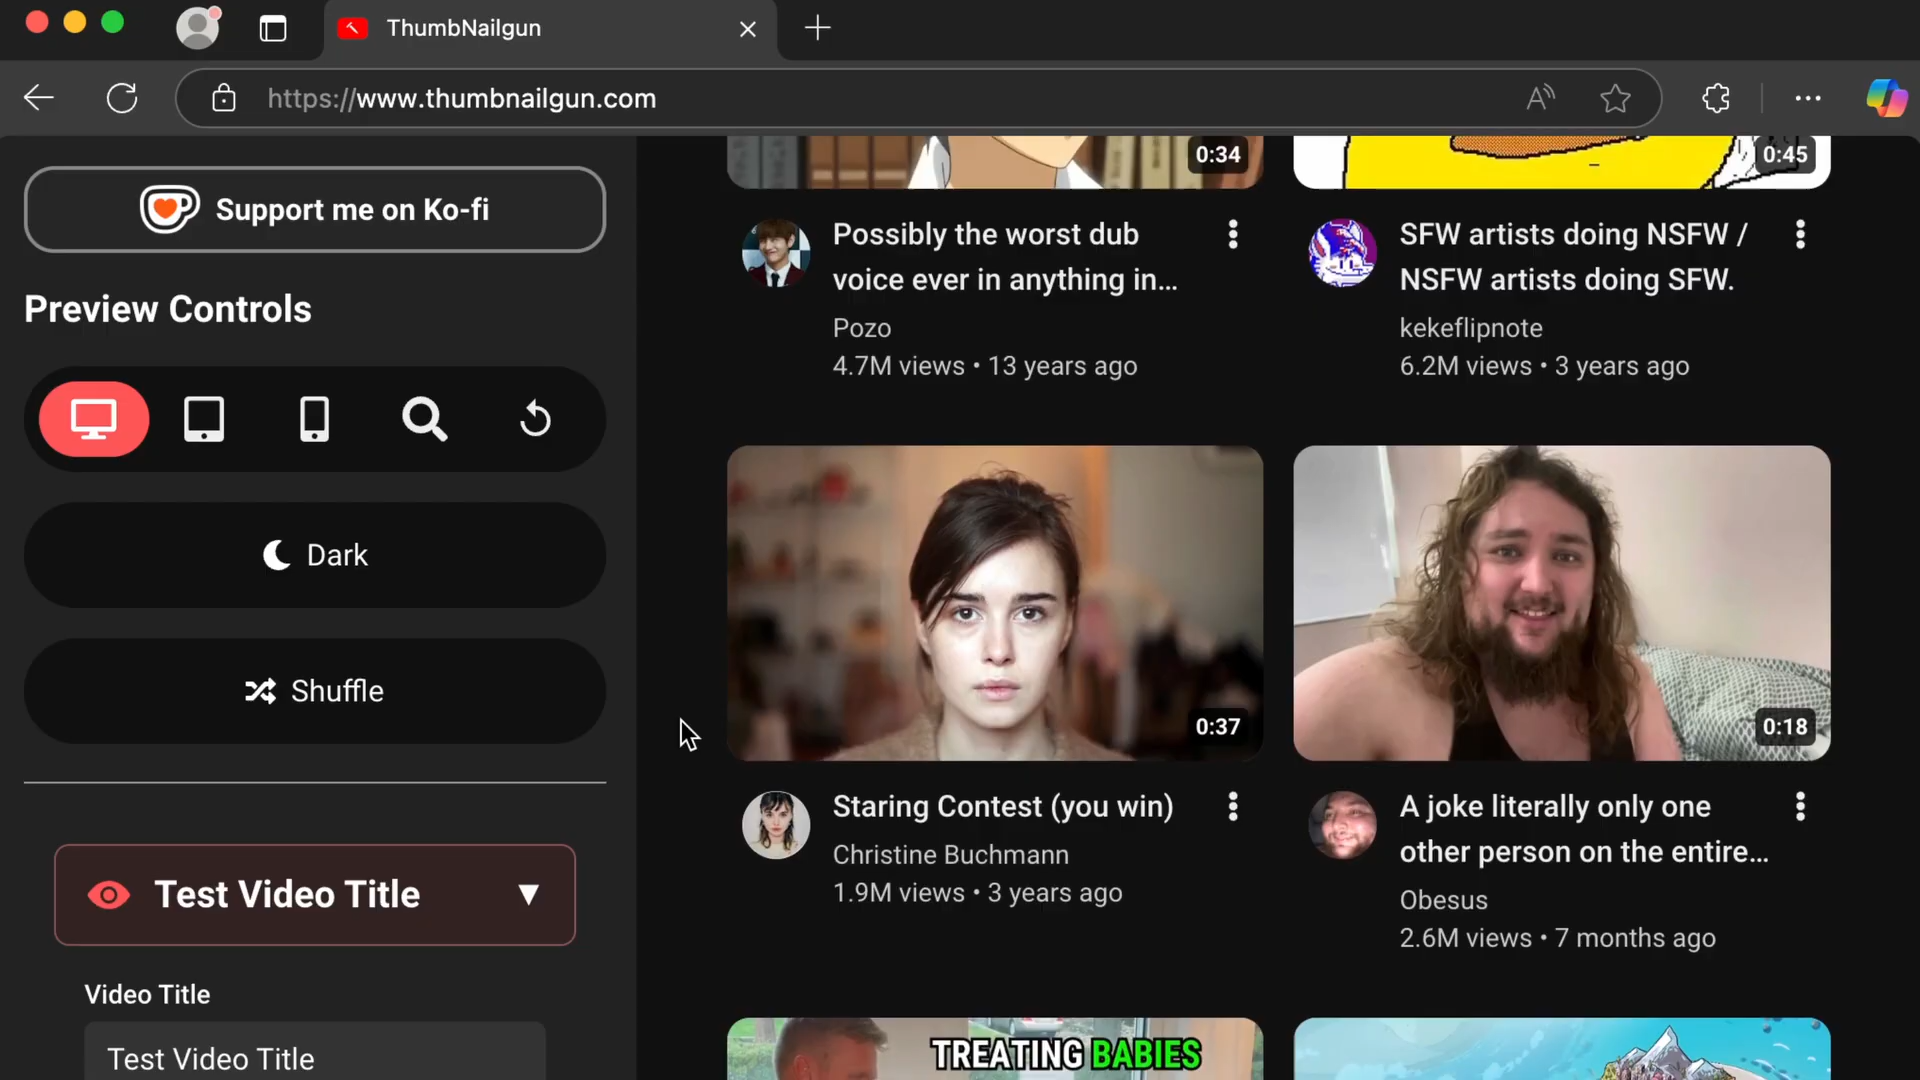 ThumbNailgun
https://www.thumbnailgun.com
Support me on Ko-fi
Preview Controls
Dark
Shuffle
Test Video Title
Video Title
Test Video Title
0:34
Possibly the worst dub
voice ever in anything in...
Pozo
4.7M views • 13 years ago
0:45
SFW artists doing NSFW /
NSFW artists doing SFW.
kekeflipnote
6.2M views • 3 years ago
0:37
Staring Contest (you win)
Christine Buchmann
1.9M views • 3 years ago
0:18
A joke literally only one
other person on the entire...
Obesus
2.6M views • 7 months ago
TREATING BABIES